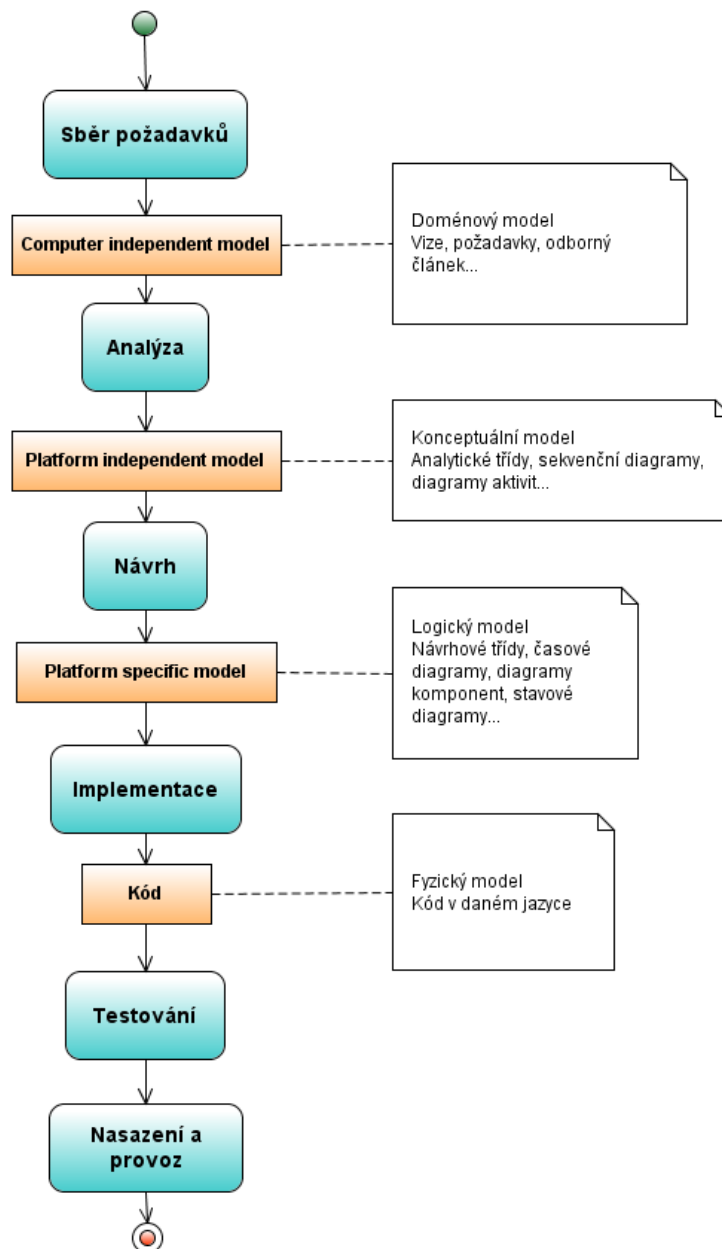 Sběr požadavků
Computer independent model
Doménový model
Vize, požadavky, odborný
článek...
Analýza
Platform independent model
Konceptuální model
Analytické třídy, sekvenční diagramy,
diagramy aktivit...
Návrh
Platform specific model
Logický model
Návrhové třídy, časové
diagramy, diagramy
komponent, stavové
diagramy...
Implementace
Kód
Fyzický model
Kód v daném jazyce
Testování
Nasazení a
provoz